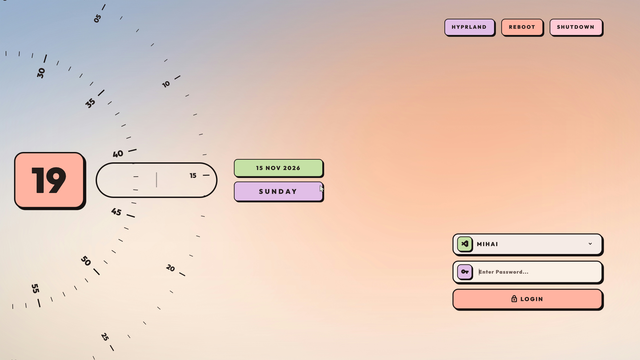 HYPRLAND
REBOOT
SHUTDOWN
05
10
30
35
40
19
15
15 NOV 2026
SUNDAY
45
50
55
20
25
MIHAI
Enter Password...
LOGIN